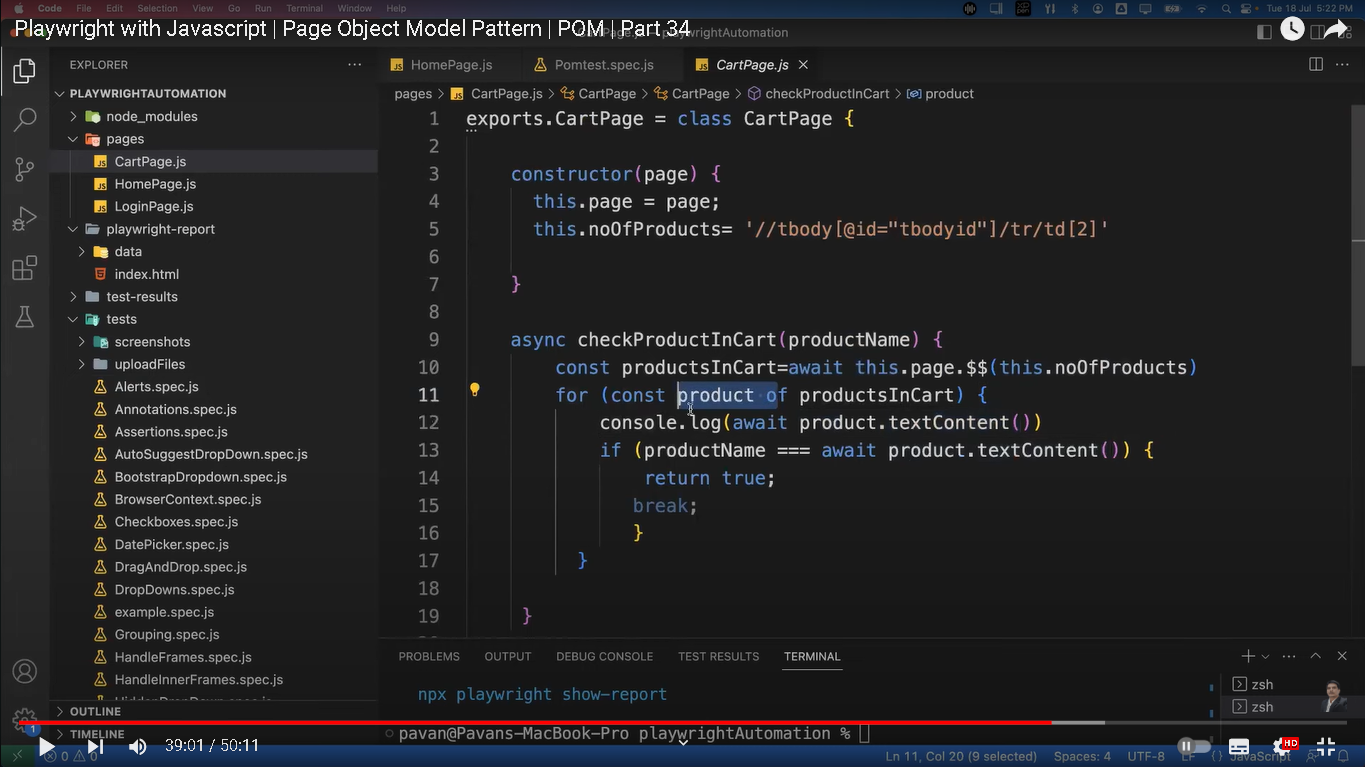 Code File Edit Selection View Go Run Terminal Window Help Tue 18 Jul 5:22 PM
Playwright with Javascript | Page Object Model Pattern | POM | Part 34
EXPLORER
HomePage.js Pomtest.spec.js CartPage.js
PLAYWRIGHTAUTOMATION
node_modules
pages
CartPage.js
HomePage.js
LoginPage.js
playwright-report
data
index.html
test-results
tests
screenshots
uploadFiles
Alerts.spec.js
Annotations.spec.js
Assertions.spec.js
AutoSuggestDropDown.spec.js
BootstrapDropdown.spec.js
BrowserContext.spec.js
Checkboxes.spec.js
DatePicker.spec.js
DragAndDrop.spec.js
DropDowns.spec.js
example.spec.js
Grouping.spec.js
HandleFrames.spec.js
HandleInnerFrames.spec.js
OUTLINE
TIMELINE
pages > CartPage.js > CartPage > CartPage > checkProductInCart > product
1 exports.CartPage = class CartPage {
2
3 constructor(page) {
4 this.page = page;
5 this.noOfProducts= '//tbody[@id="tbodyid"]/tr/td[2]'
6
7 }
8
9 async checkProductInCart(productName) {
10 const productsInCart=await this.page.$$(this.noOfProducts)
11 for (const product of productsInCart) {
12 console.log(await product.textContent())
13 if (productName === await product.textContent()) {
14 return true;
15 break;
16 }
17 }
18
19 }
PROBLEMS OUTPUT DEBUG CONSOLE TEST RESULTS TERMINAL
npx playwright show-report
zsh
zsh
pavan@Pavans-MacBook-Pro playwrightAutomation %
1
39:01 / 50:11
HD
0 0 Ln 11, Col 20 (9 selected) Spaces: 4 UTF-8 LF {} JavaScript